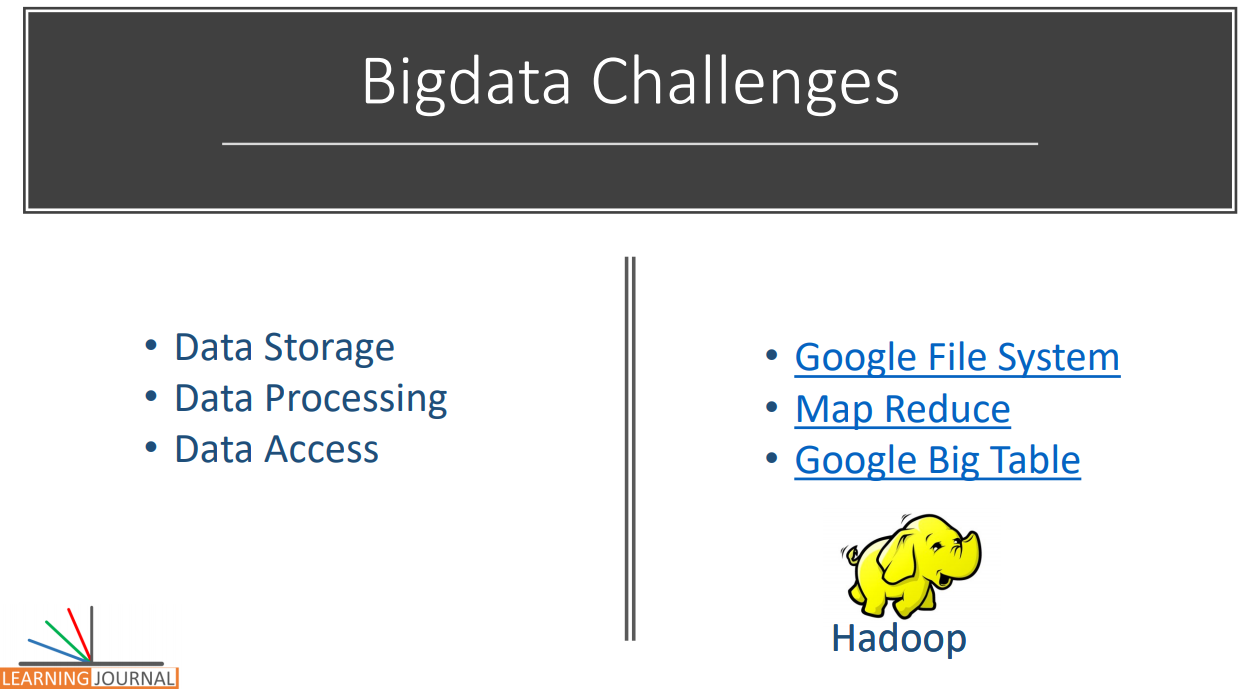 Bigdata Challenges
• Data Storage
• Data Processing
• Data Access
• Google File System
• Map Reduce
• Google Big Table
Hadoop
LEARNING JOURNAL